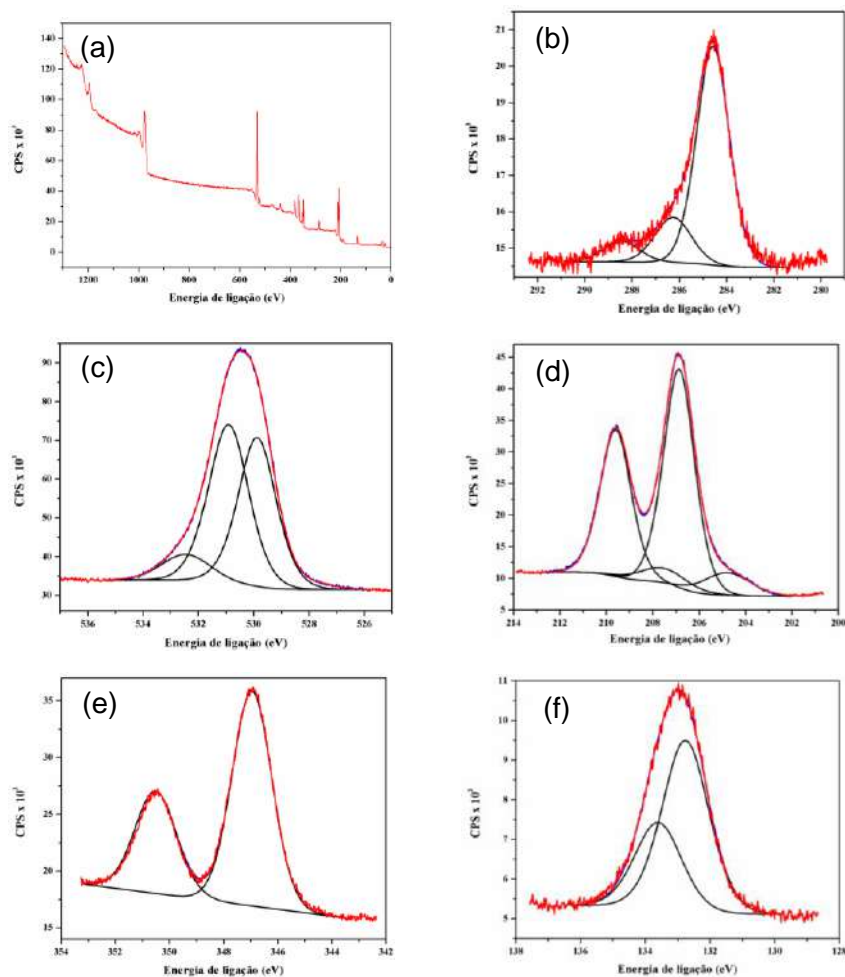 (a)
CPS x 10³
140
120
100
80
60
40
20
0
1200 1000 800 600 400 200 0
Energia de ligação (eV)
(b)
CPS x 10³
21
20
19
18
17
16
15
292 290 288 286 284 282 280
Energia de ligação (eV)
(c)
CPS x 10³
90
80
70
60
50
40
30
536 534 532 530 528 526
Energia de ligação (eV)
(d)
CPS x 10³
45
40
35
30
25
20
15
10
5
214 212 210 208 206 204 202 200
Energia de ligação (eV)
(e)
CPS x 10³
35
30
25
20
15
354 352 350 348 346 344 342
Energia de ligação (eV)
(f)
CPS x 10³
11
10
9
8
7
6
5
138 136 134 132 130 128
Energia de ligação (eV)